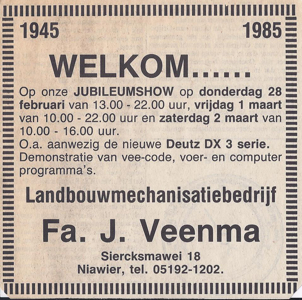 1945 1985
WELKOM......
Op onze JUBILEUMSHOW op donderdag 28
februari van 13.00 - 22.00 uur, vrijdag 1 maart
van 10.00 - 22.00 en zaterdag 2 maart van
10.00 - 16.00 uur.
O.a. aanwezig de nieuwe Deutz DX 3 serie.
Demonstratie van vee-code, voer- en computer
programma's.
Landbouwmechanisatiebedrijf
Fa. J. Veenma
Siercksmawei 18
Niawier, tel. 05192-1202.